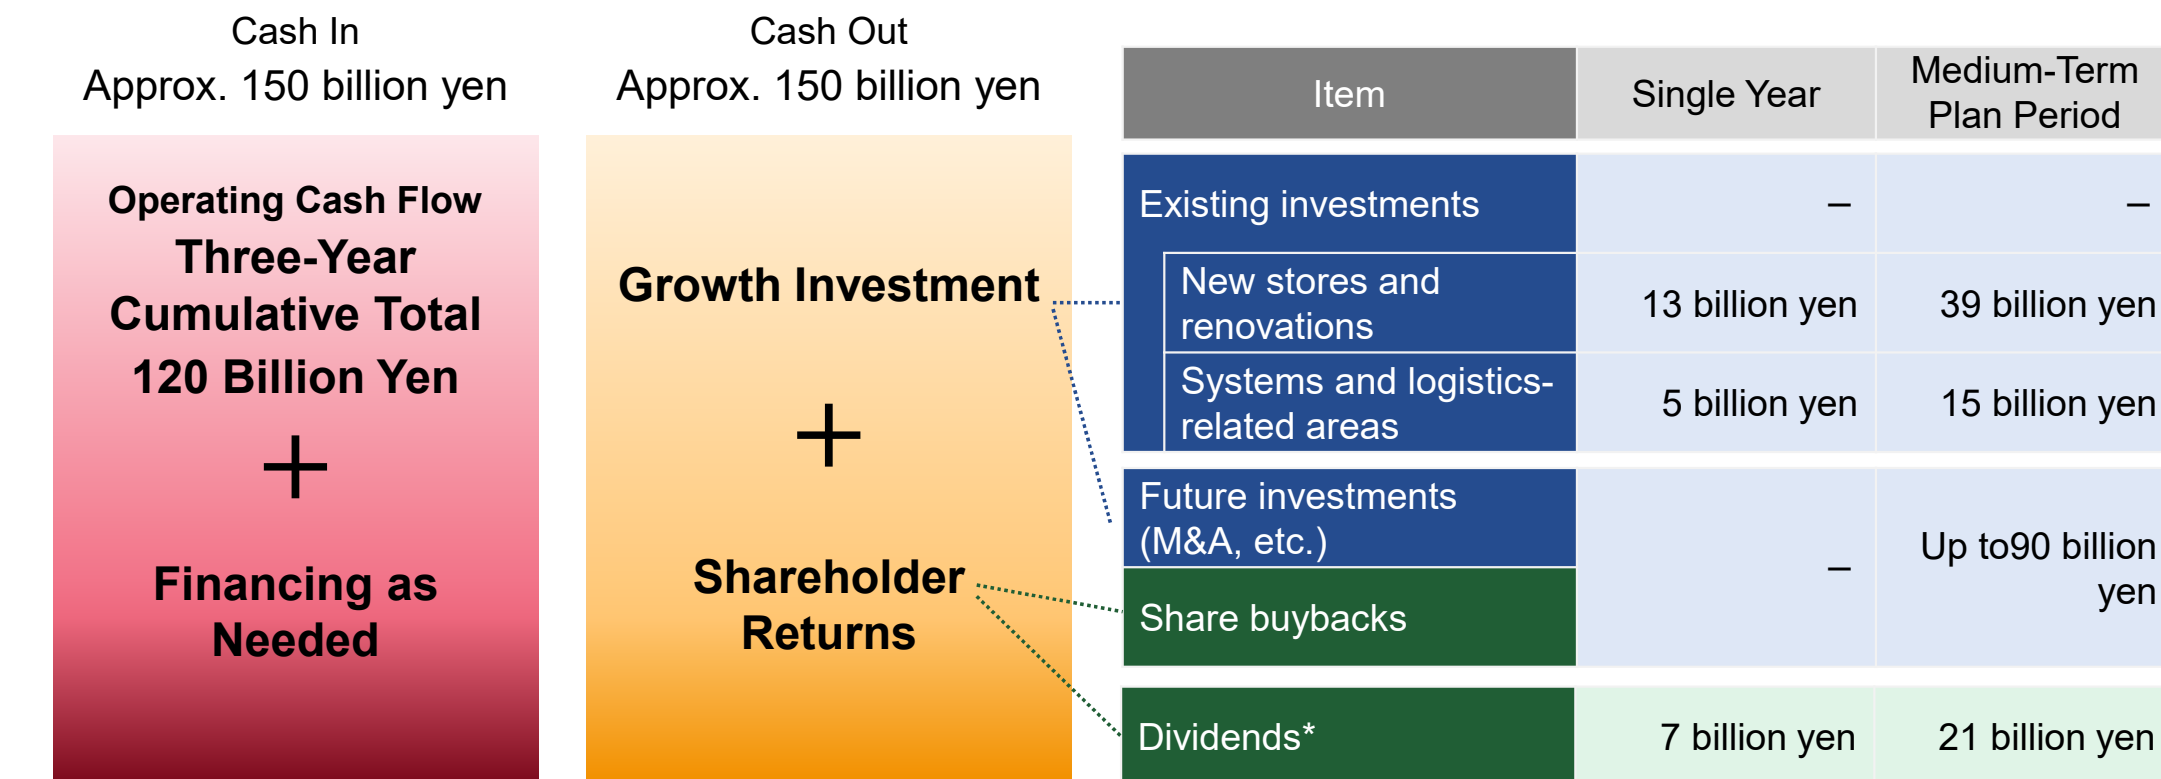 Cash In
Approx. 150 billion yen
Operating Cash Flow
Three-Year
Cumulative Total
120 Billion Yen
+
Financing as
Needed
Cash Out
Approx. 150 billion yen
Growth Investment
+
Shareholder
Returns
Item
Single Year
Medium-Term
Plan Period
Existing investments
–
–
New stores and
renovations
13 billion yen
39 billion yen
Systems and logistics-
related areas
5 billion yen
15 billion yen
Future investments
(M&A, etc.)
Share buybacks
–
Up to90 billion
yen
Dividends*
7 billion yen
21 billion yen